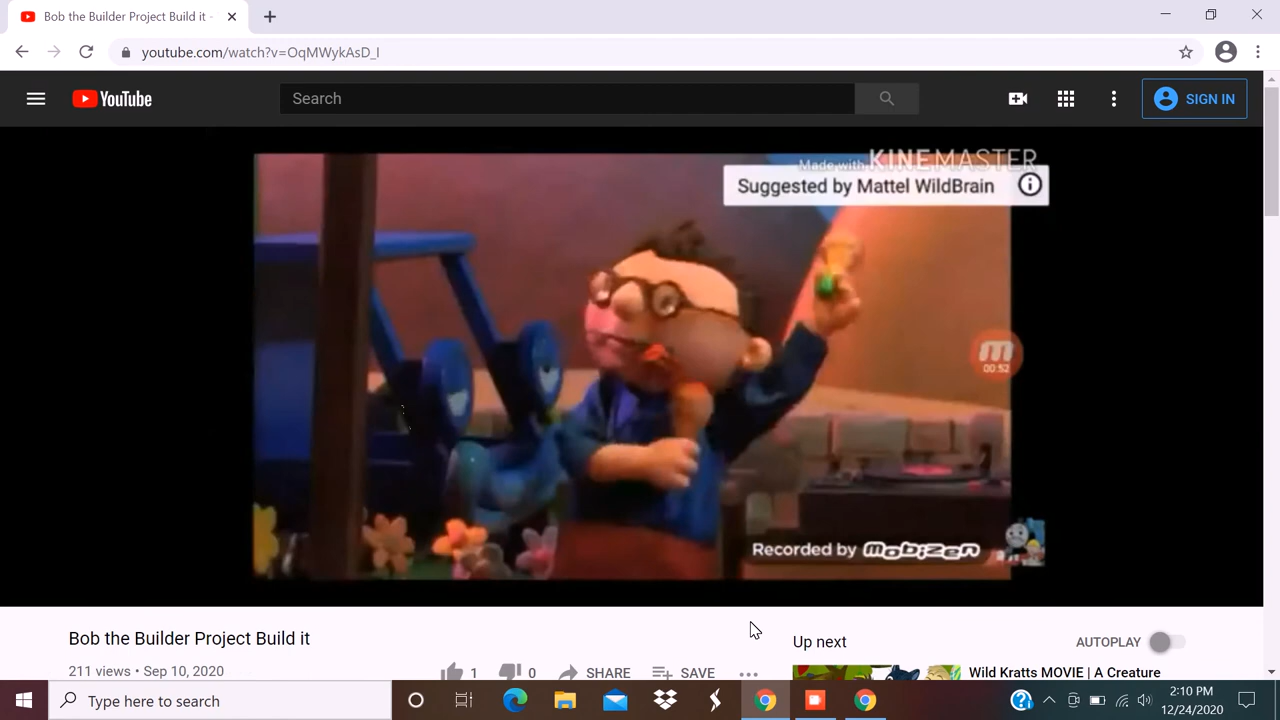 Bob the Builder Project Build it -
youtube.com/watch?v=OqMWykAsD_I
YouTube
Search
SIGN IN
Made with KINEMASTER
Suggested by Mattel WildBrain
00:52
Recorded by mobizen
Bob the Builder Project Build it
211 views • Sep 10, 2020
1
0
SHARE
SAVE
Up next
AUTOPLAY
Wild Kratts MOVIE | A Creature
Type here to search
2:10 PM
12/24/2020